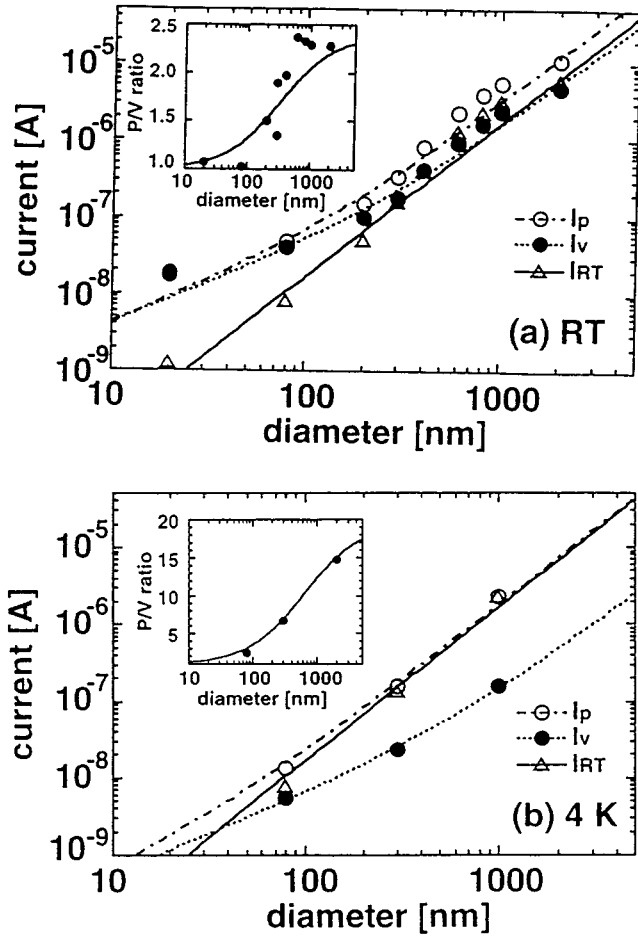 current [A]
10⁻⁵
10⁻⁶
10⁻⁷
10⁻⁸
10⁻⁹
P/V ratio
2.5
2.0
1.5
1.0
10 100 1000
diameter [nm]
Ip
Iv
IRT
(a) RT
10 100 1000
diameter [nm]
current [A]
10⁻⁵
10⁻⁶
10⁻⁷
10⁻⁸
10⁻⁹
P/V ratio
20
15
10
5
10 100 1000
diameter [nm]
Ip
Iv
IRT
(b) 4 K
10 100 1000
diameter [nm]